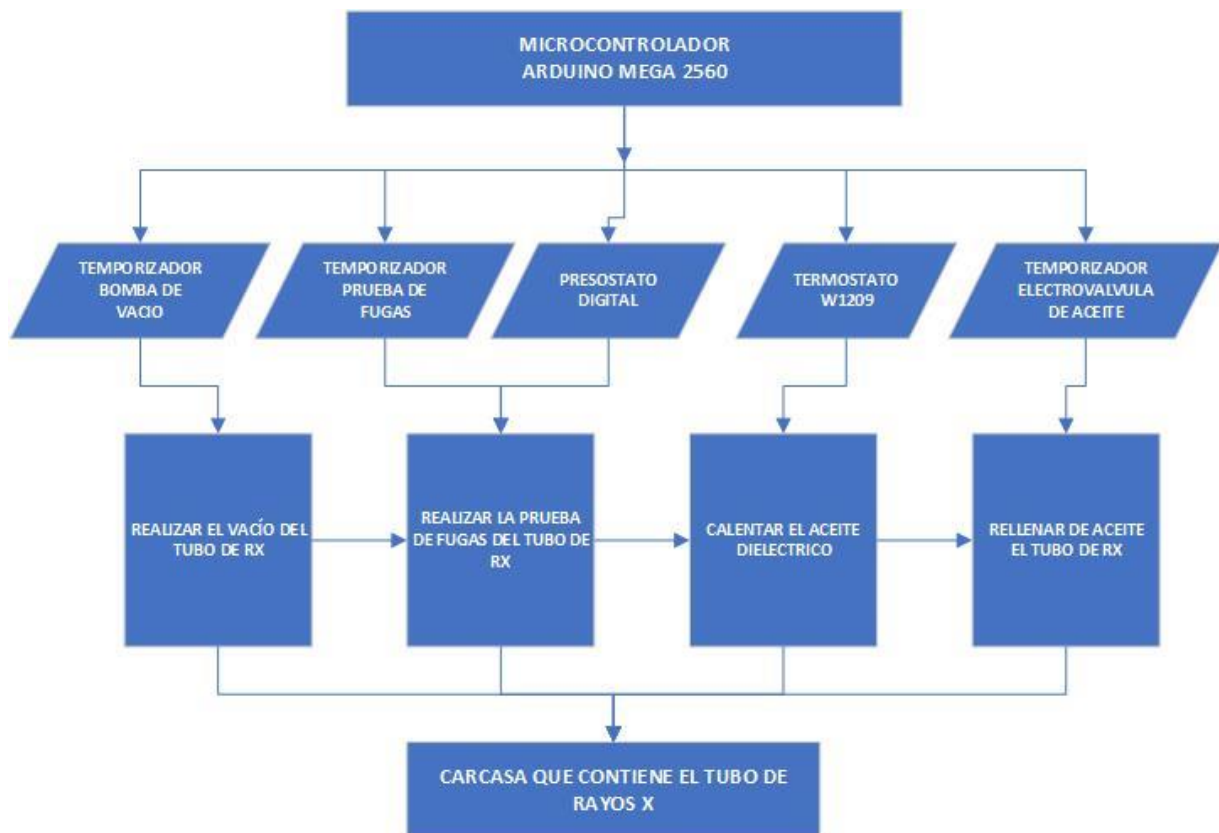 MICROCONTROLADOR
ARDUINO MEGA 2560
TEMPORIZADOR
BOMBA DE
VACIO
TEMPORIZADOR
PRUEBA DE
FUGAS
PRESOSTATO
DIGITAL
TERMOSTATO
W1209
TEMPORIZADOR
ELECTROVALVULA
DE ACEITE
REALIZAR EL VACÍO DEL
TUBO DE RX
REALIZAR LA PRUEBA
DE FUGAS DEL TUBO DE
RX
CALENTAR EL ACEITE
DIELECTRICO
RELLENAR DE ACEITE
EL TUBO DE RX
CARCASA QUE CONTIENE EL TUBO DE
RAYOS X